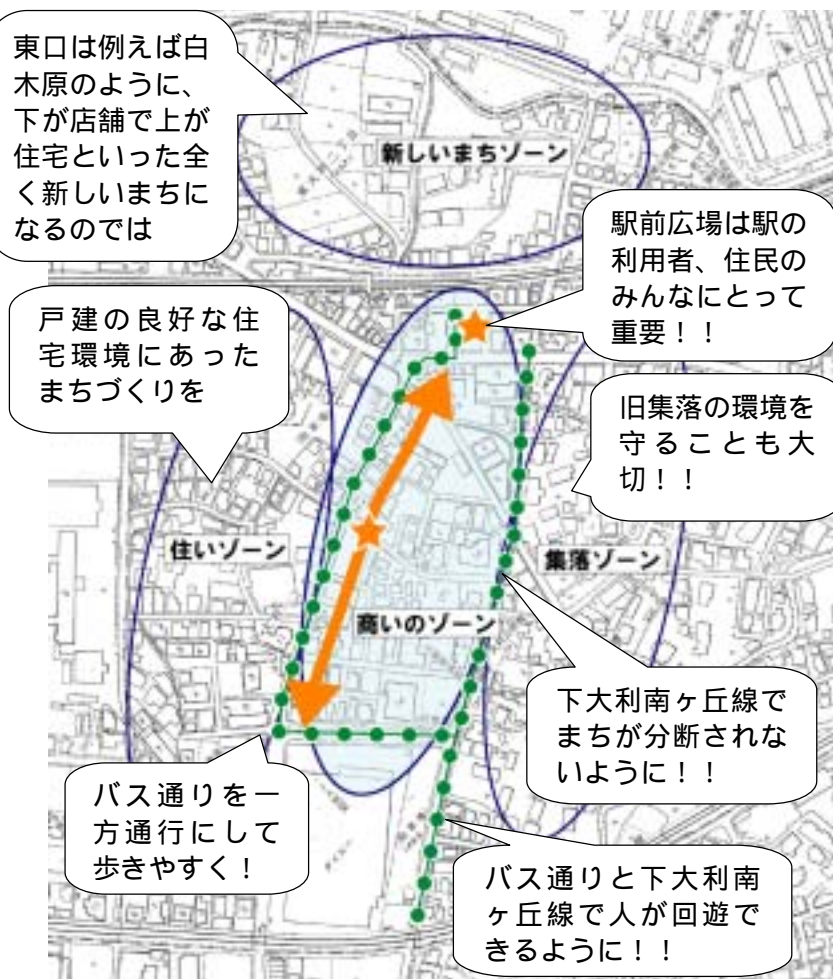 東口は例えば白
木原のように、
下が店舗で上が
住宅といった全
く新しいまちに
なるのでは
新しいまちゾーン
駅前広場は駅の
利用者、住民の
みんなにとって
重要！！
戸建の良好な住
宅環境にあった
まちづくりを
旧集落の環境を
守ることも大
切！！
住いゾーン
集落ゾーン
商いのゾーン
下大利南ヶ丘線で
まちが分断されな
いように！！
バス通りを一
方通行にして
歩きやすく！
バス通りと下大利南
ヶ丘線で人が回遊で
きるように！！